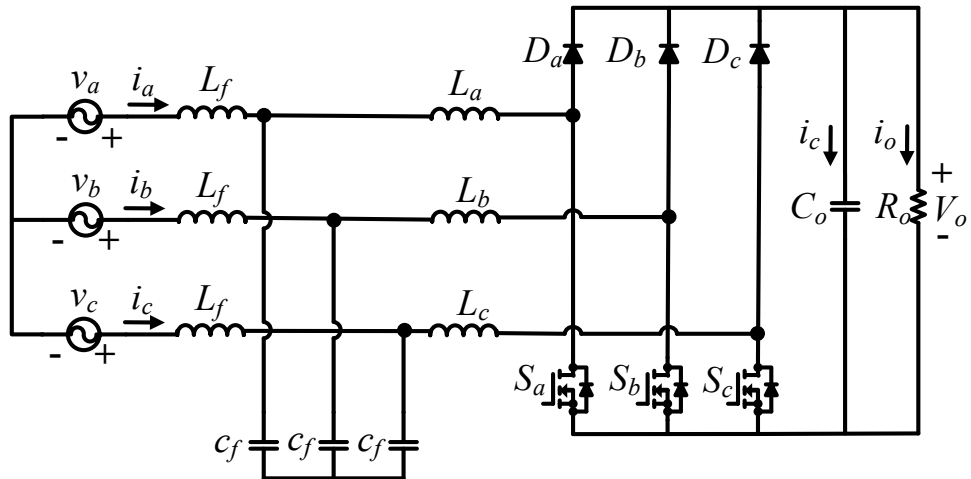 D_a D_b D_c
v_a i_a L_f L_a
- +
v_b i_b L_f L_b
- +
v_c i_c L_f L_c
- +
i_c i_o
C_o R_o + V_o -
S_a S_b S_c
c_f c_f c_f